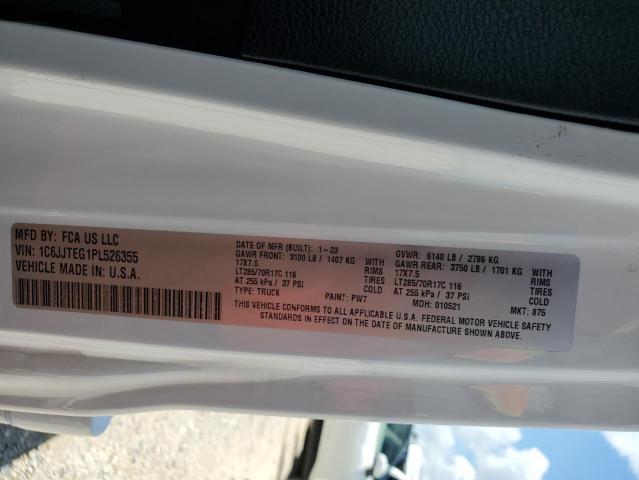 MFD BY: FCA US LLC
VIN: 1C6JJTEG1PL526355
VEHICLE MADE IN U.S.A.
DATE OF MFR (BUILT): 1-23
GAWR FRONT: 3100 LB / 1407 KG WITH
17X7.5 RIMS
LT285/70R17C 116 TIRES
AT 255 kPa / 37 PSi COLD
TYPE: TRUCK PAINT: PW7
GVWR: 6140 LB / 2786 KG
GAWR REAR: 3750 LB / 1701 KG WITH
17X7.5 RIMS
LT285/70R17C 116 TIRES
AT 255 kPa / 37 PSi COLD
MDH: 010521 MKT: 875
THIS VEHICLE CONFORMS TO ALL APPLICABLE U.S.A. FEDERAL MOTOR VEHICLE SAFETY
STANDARDS IN EFFECT ON THE DATE OF MANUFACTURE SHOWN ABOVE.